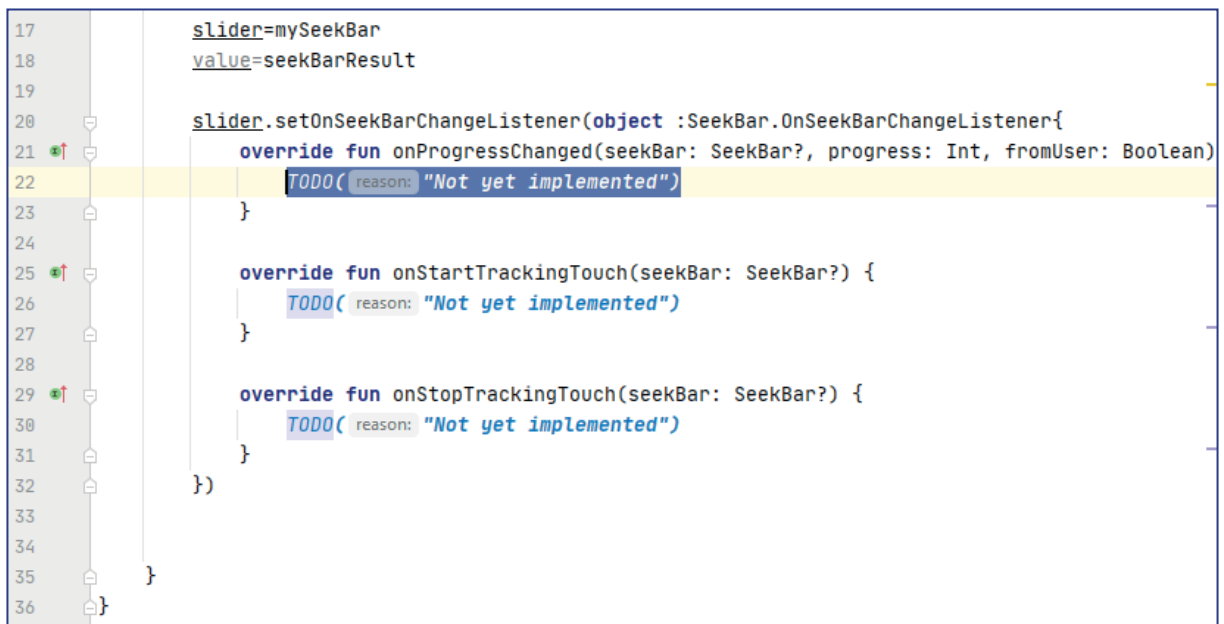 17 slider=mySeekBar
18 value=seekBarResult
19
20 slider.setOnSeekBarChangeListener(object :SeekBar.OnSeekBarChangeListener{
21 override fun onProgressChanged(seekBar: SeekBar?, progress: Int, fromUser: Boolean)
22 TODO( reason: "Not yet implemented")
23 }
24
25 override fun onStartTrackingTouch(seekBar: SeekBar?) {
26 TODO( reason: "Not yet implemented")
27 }
28
29 override fun onStopTrackingTouch(seekBar: SeekBar?) {
30 TODO( reason: "Not yet implemented")
31 }
32 })
33
34
35 }
36 }